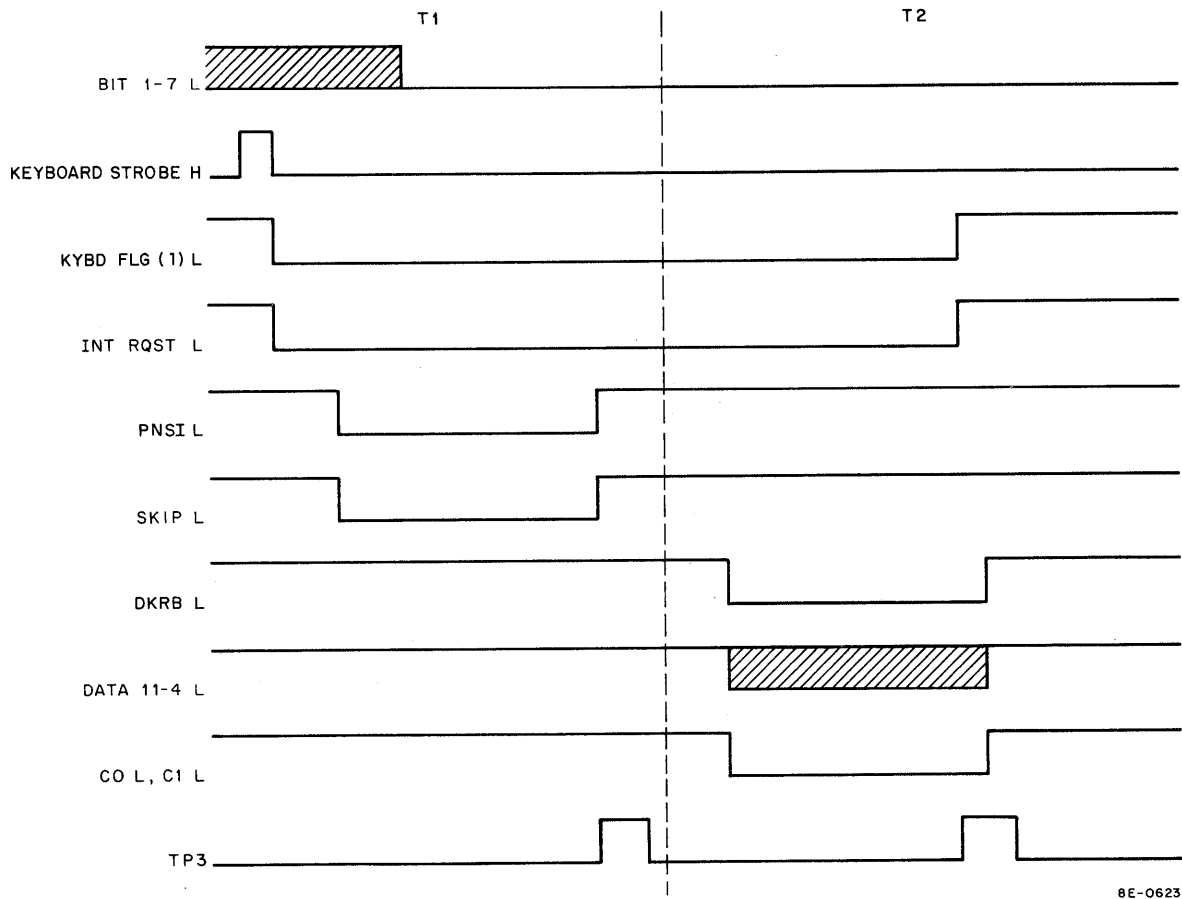 T1
T2
BIT 1-7 L
KEYBOARD STROBE H
KYBD FLG (1) L
INT RQST L
PNSI L
SKIP L
DKRB L
DATA 11-4 L
CO L, C1 L
TP3
8E-0623